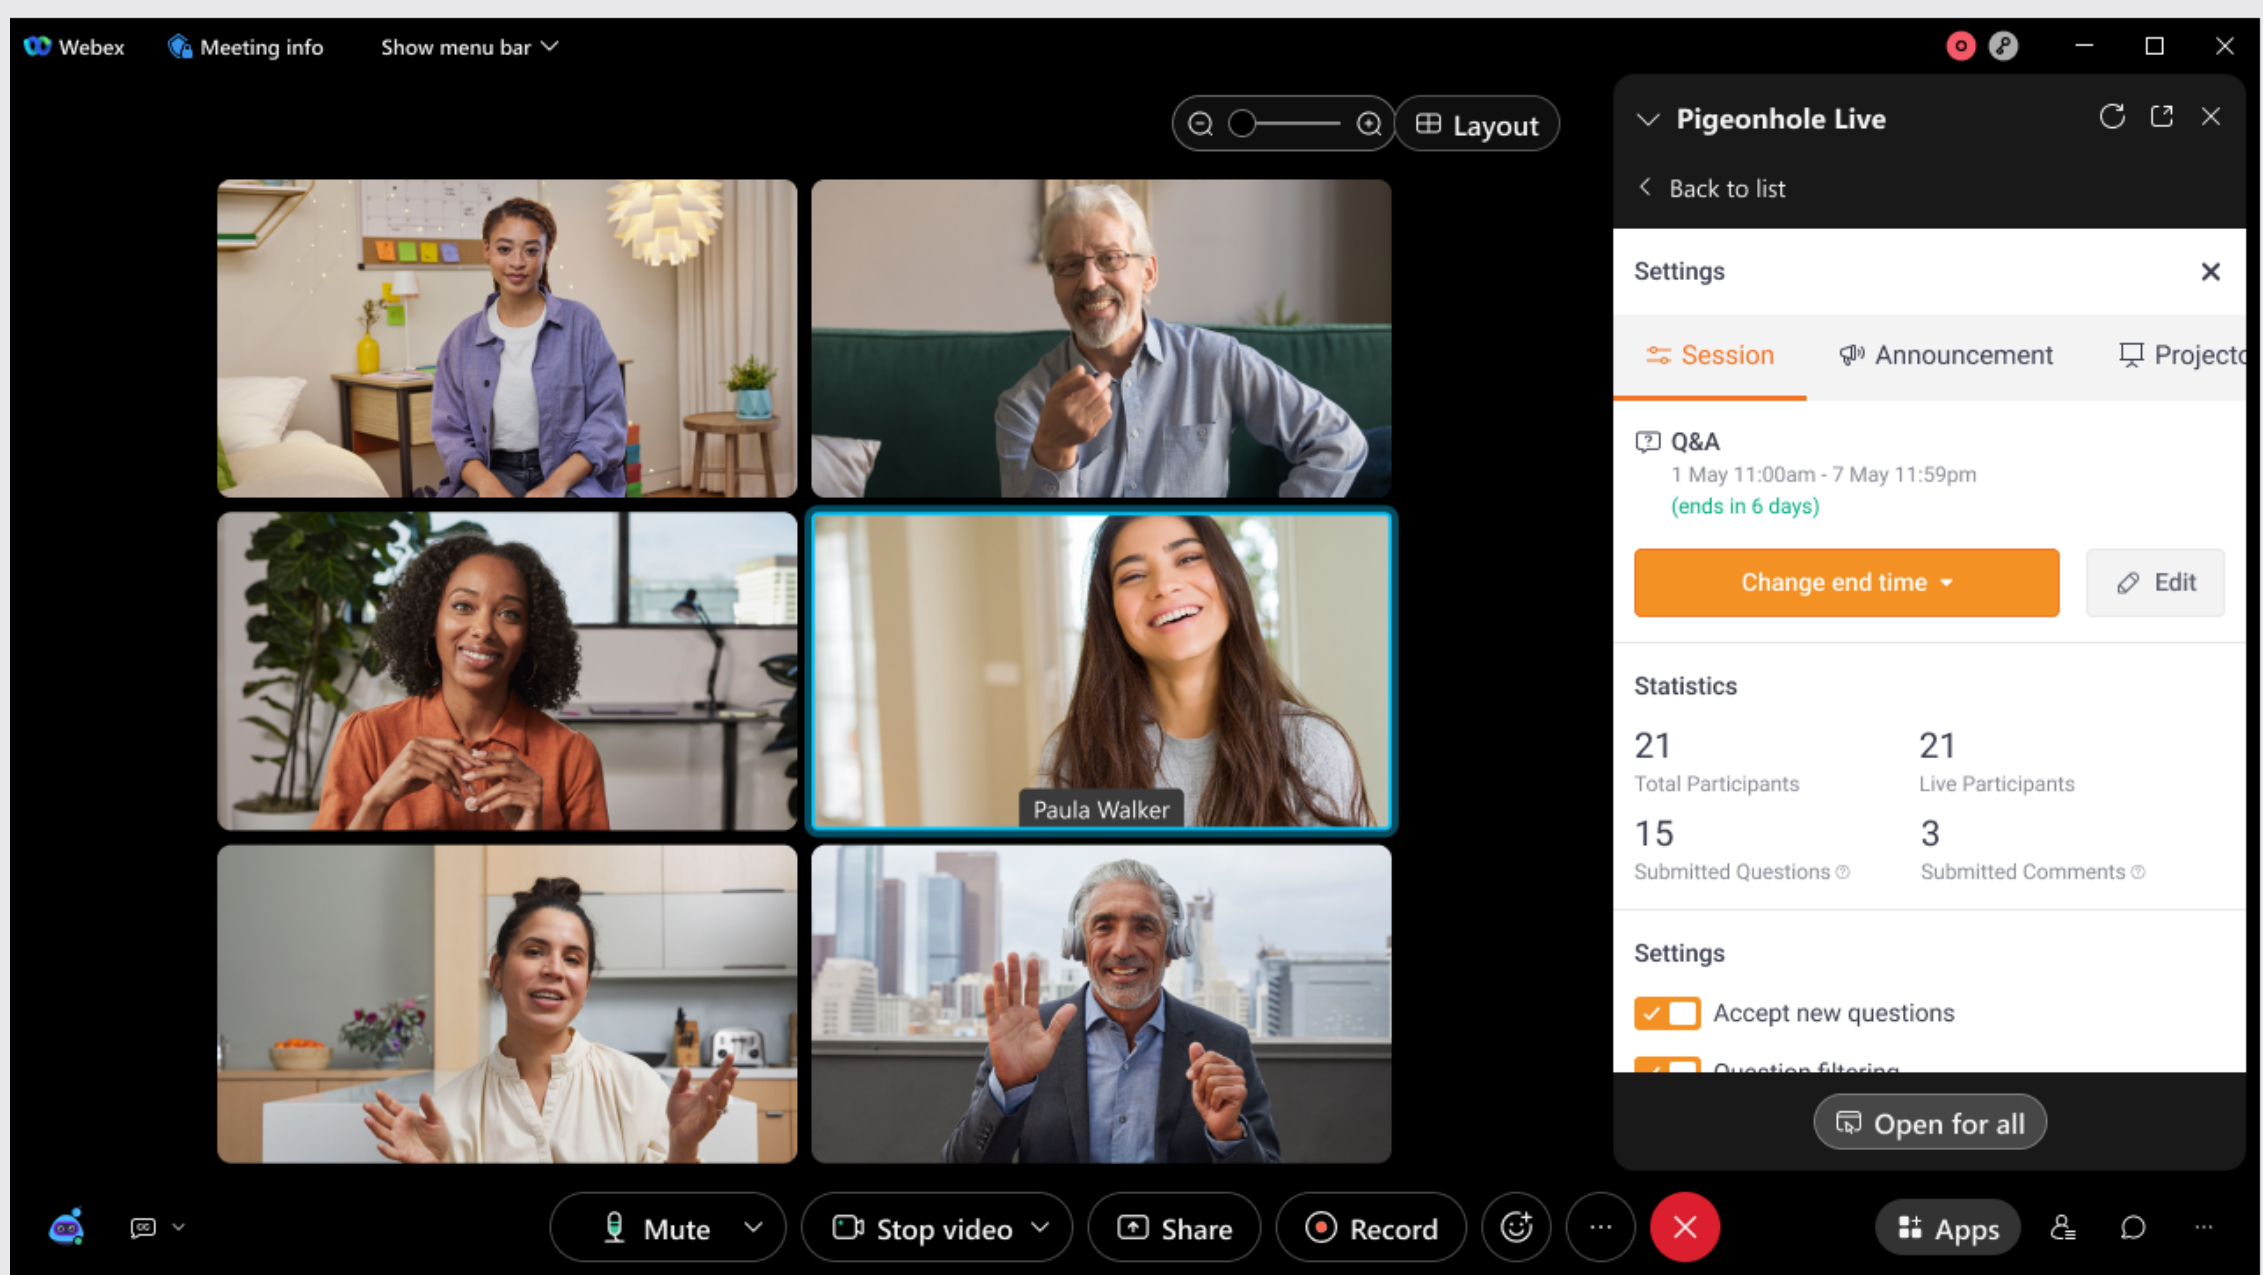 Webex
Meeting info
Show menu bar
Layout
Pigeonhole Live
Back to list
Settings
Session
Announcement
Projecto
Q&A
1 May 11:00am - 7 May 11:59pm
(ends in 6 days)
Change end time
Edit
Statistics
21
Total Participants
21
Live Participants
15
Submitted Questions
3
Submitted Comments
Settings
Accept new questions
Question filtering
Open for all
Paula Walker
Mute
Stop video
Share
Record
Apps